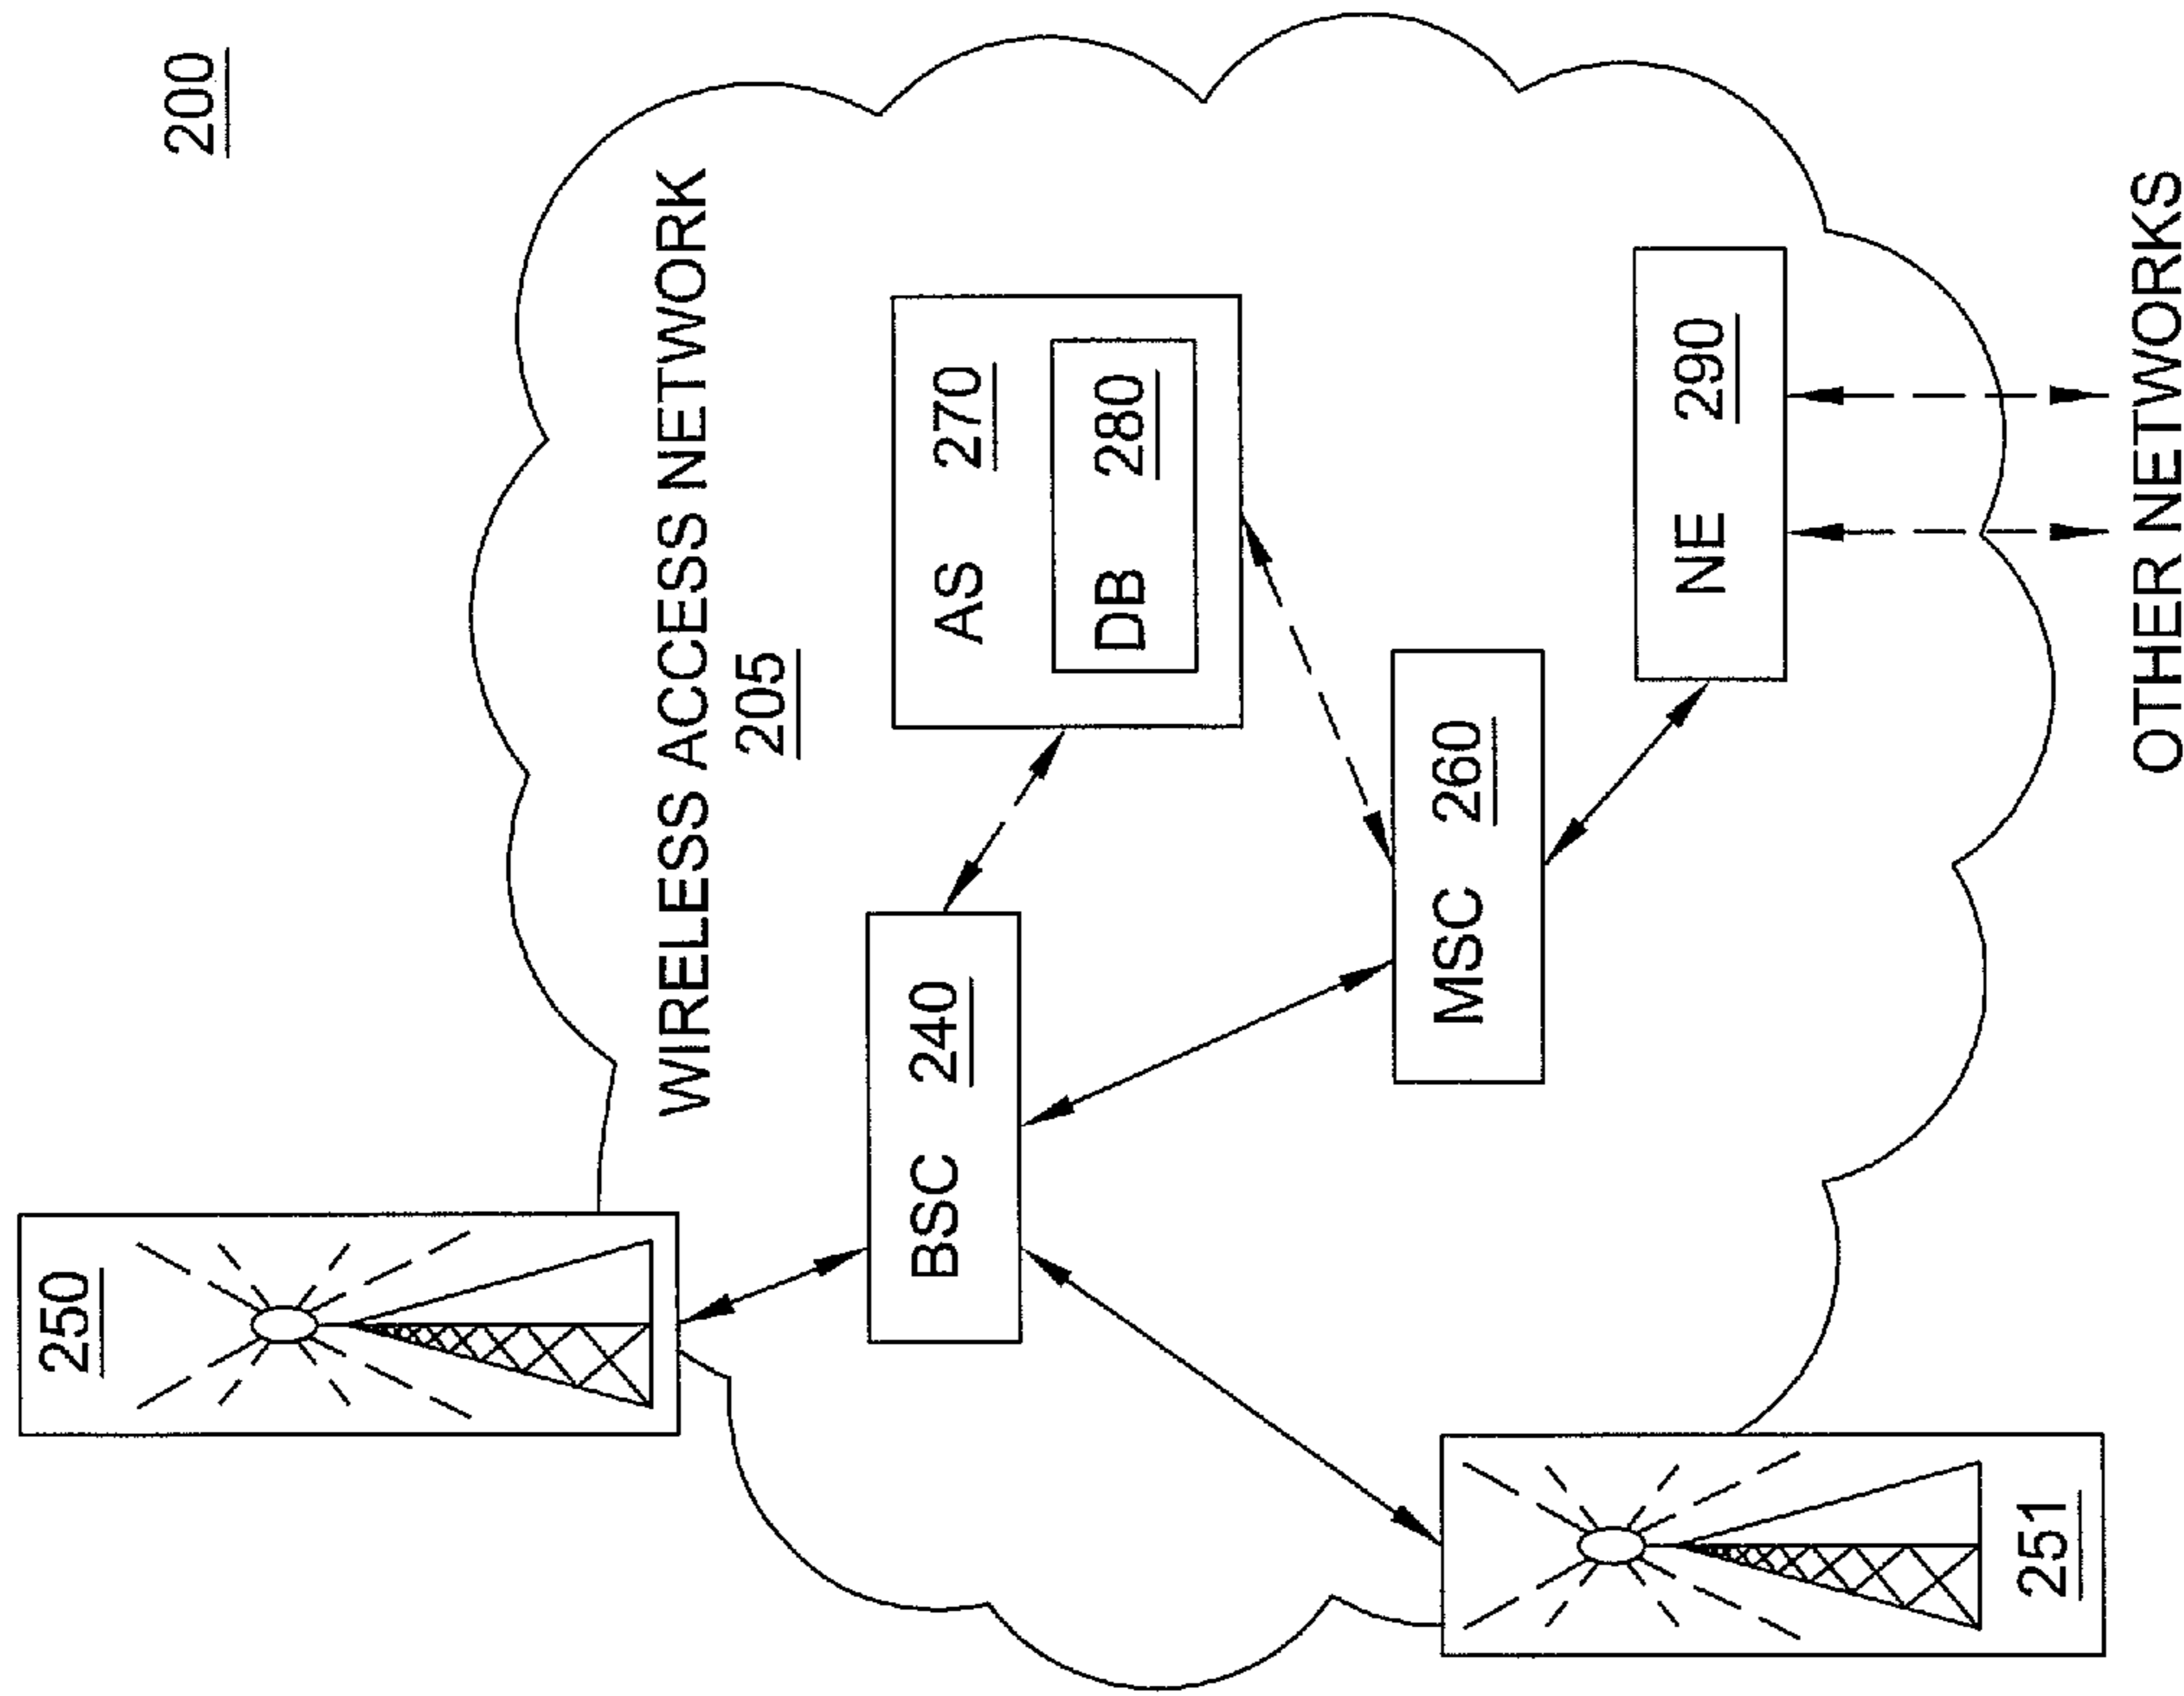 200
250
WIRELESS ACCESS NETWORK
205
BSC 240
AS 270
DB 280
MSC 260
NE 290
251
OTHER NETWORKS